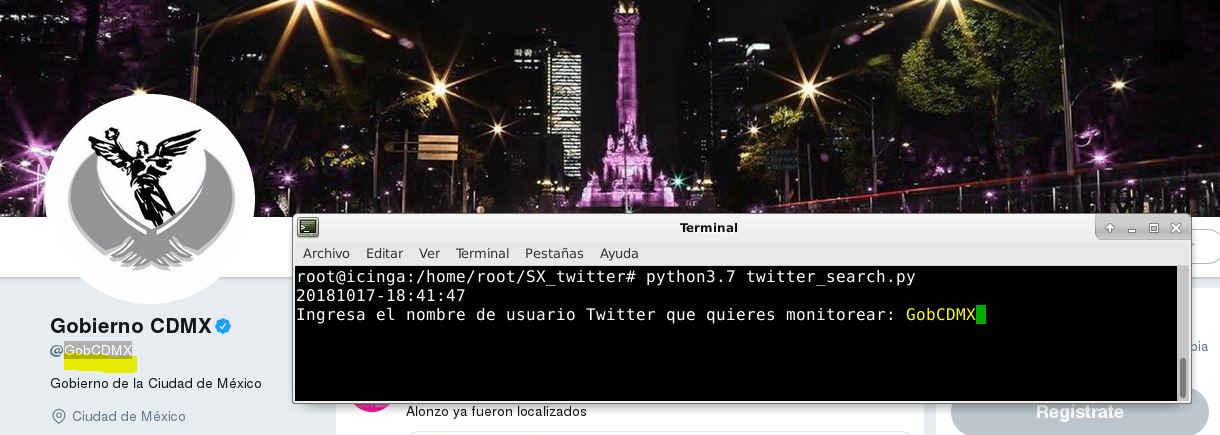 Terminal
Archivo Editar Ver Terminal Pestañas Ayuda
root@icinga:/home/root/SX_twitter# python3.7 twitter_search.py
20181017-18:41:47
Ingresa el nombre de usuario Twitter que quieres monitorear: GobCDMX
Gobierno CDMX
@GobCDMX
Gobierno de la Ciudad de México
Ciudad de México
Alonzo ya fueron localizados
bia
Regístrate